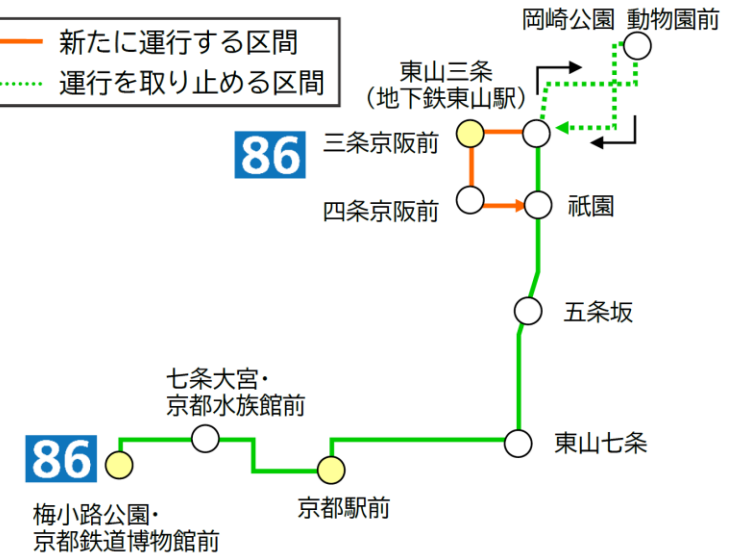 岡崎公園 動物園前
新たに運行する区間
運行を取り止める区間
東山三条
(地下鉄東山駅)
86
三条京阪前
四条京阪前
祇園
五条坂
七条大宮・
京都水族館前
86
東山七条
京都駅前
梅小路公園・
京都鉄道博物館前